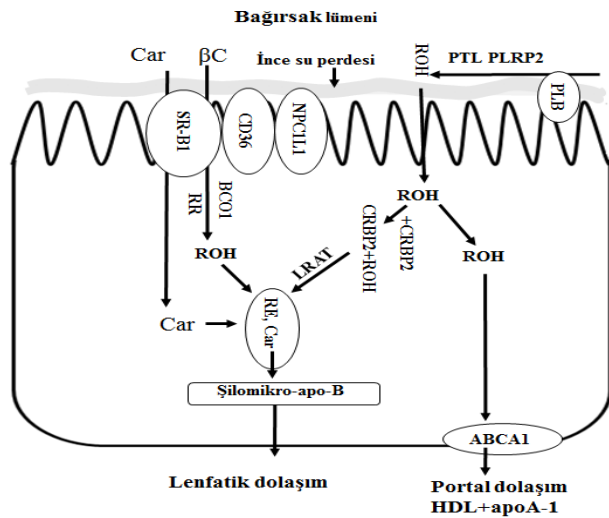 Bağırsak lümeni
Car
βC
İnce su perdesi
ROH
PTL PLRP2
PLB
SR-B1
CD36
NPC1L1
BCO1
RR
ROH
ROH
+CRBP2
CRBP2+ROH
LRAT
ROH
Car
RE, Car
Şilomikro-apo-B
ABCA1
Lenfatik dolaşım
Portal dolaşım
HDL+apoA-1